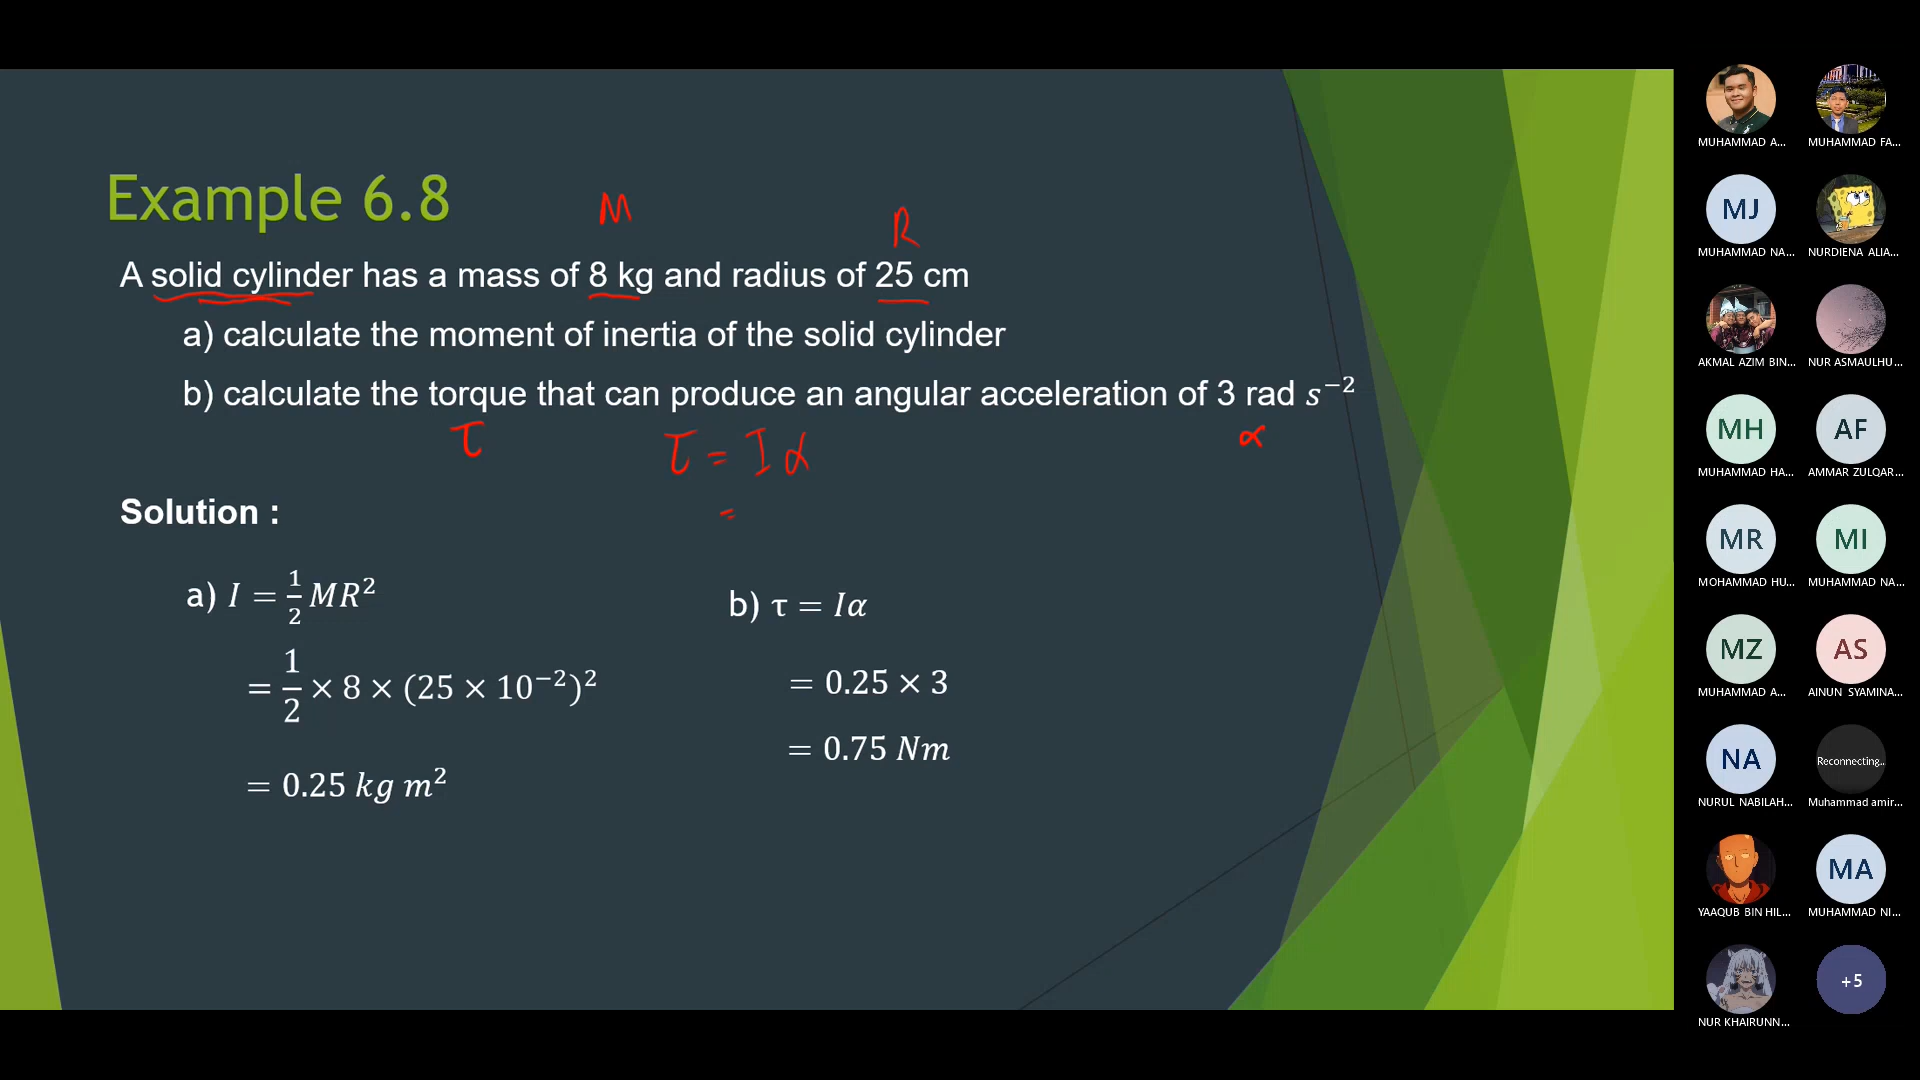 Example 6.8
M
R
A solid cylinder has a mass of 8 kg and radius of 25 cm
a) calculate the moment of inertia of the solid cylinder
b) calculate the torque that can produce an angular acceleration of 3 rad s⁻²
τ
τ = I α
α
=
Solution :
a) I = 1/2 MR²
= 1/2 × 8 × (25 × 10⁻²)²
= 0.25 kg m²
b) τ = Iα
= 0.25 × 3
= 0.75 Nm
MUHAMMAD A...
MUHAMMAD FA...
MJ
MUHAMMAD NA...
NURDIENA ALIA...
AKMAL AZIM BIN...
NUR ASMAULHU...
MH
MUHAMMAD HA...
AF
AMMAR ZULQAR...
MR
MOHAMMAD HU...
MI
MUHAMMAD NA...
MZ
MUHAMMAD A...
AS
AINUN SYAMINA...
NA
NURUL NABILAH...
Reconnecting...
Muhammad amir...
YAAQUB BIN HIL...
MA
MUHAMMAD NI...
NUR KHAIRUNN...
+5